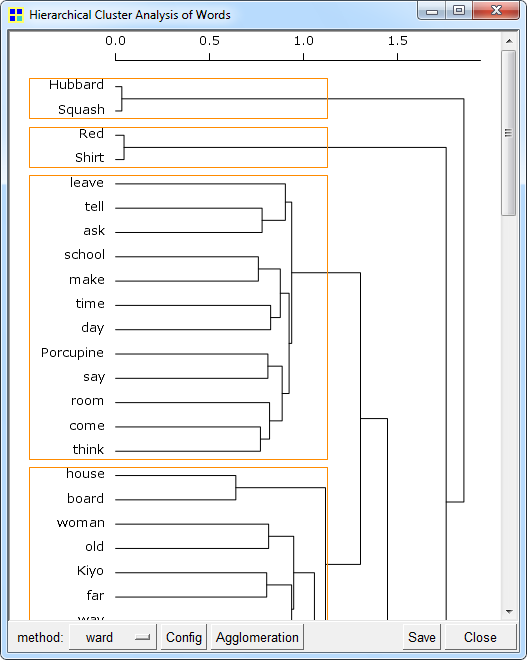 Hierarchical Cluster Analysis of Words
0.0 0.5 1.0 1.5
Hubbard
Squash
Red
Shirt
leave
tell
ask
school
make
time
day
Porcupine
say
room
come
think
house
board
woman
old
Kiyo
far
way
method: ward Config Agglomeration Save Close